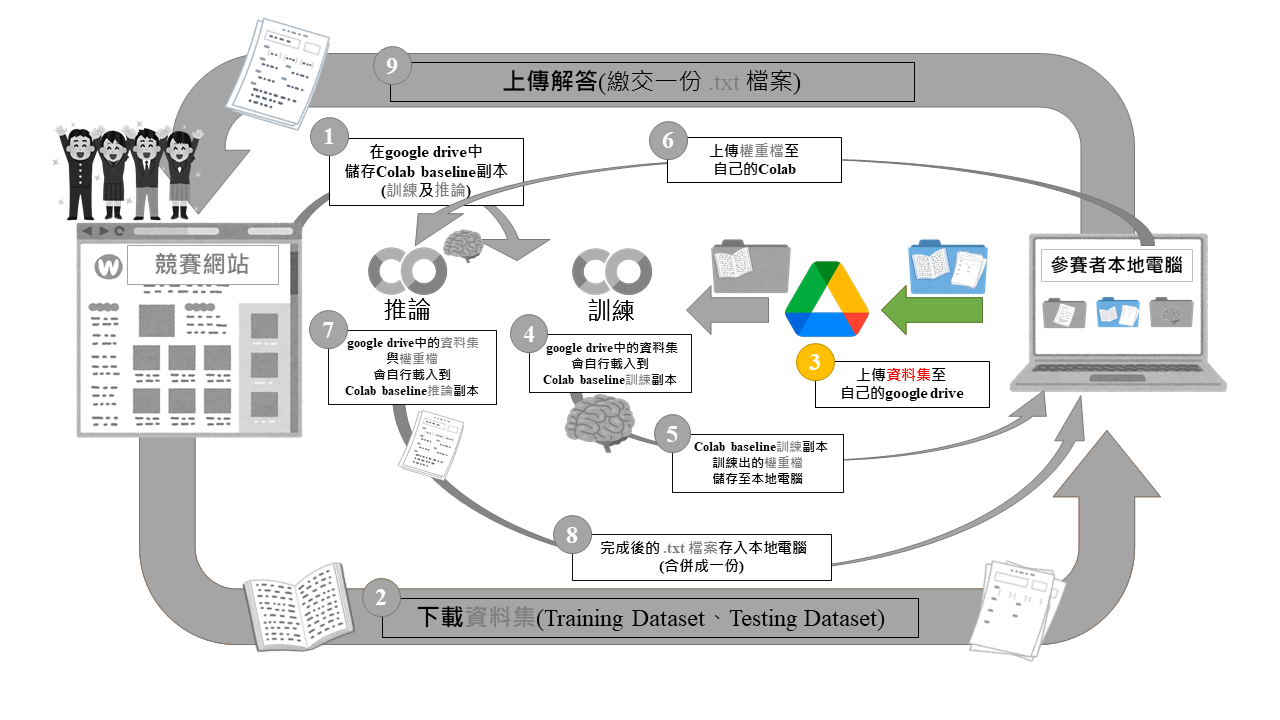 9
上傳解答(繳交一份 .txt 檔案)
1
在google drive中
儲存Colab baseline副本
(訓練及推論)
6
上傳權重檔至
自己的Colab
W
競賽網站
推論
訓練
參賽者本地電腦
7
google drive中的資料集
與權重檔
會自行載入到
Colab baseline推論副本
4
google drive中的資料集
會自行載入到
Colab baseline訓練副本
3
上傳資料集至
自己的google drive
5
Colab baseline訓練副本
訓練出的權重檔
儲存至本地電腦
8
完成後的 .txt 檔案存入本地電腦
(合併成一份)
2
下載資料集(Training Dataset、Testing Dataset)